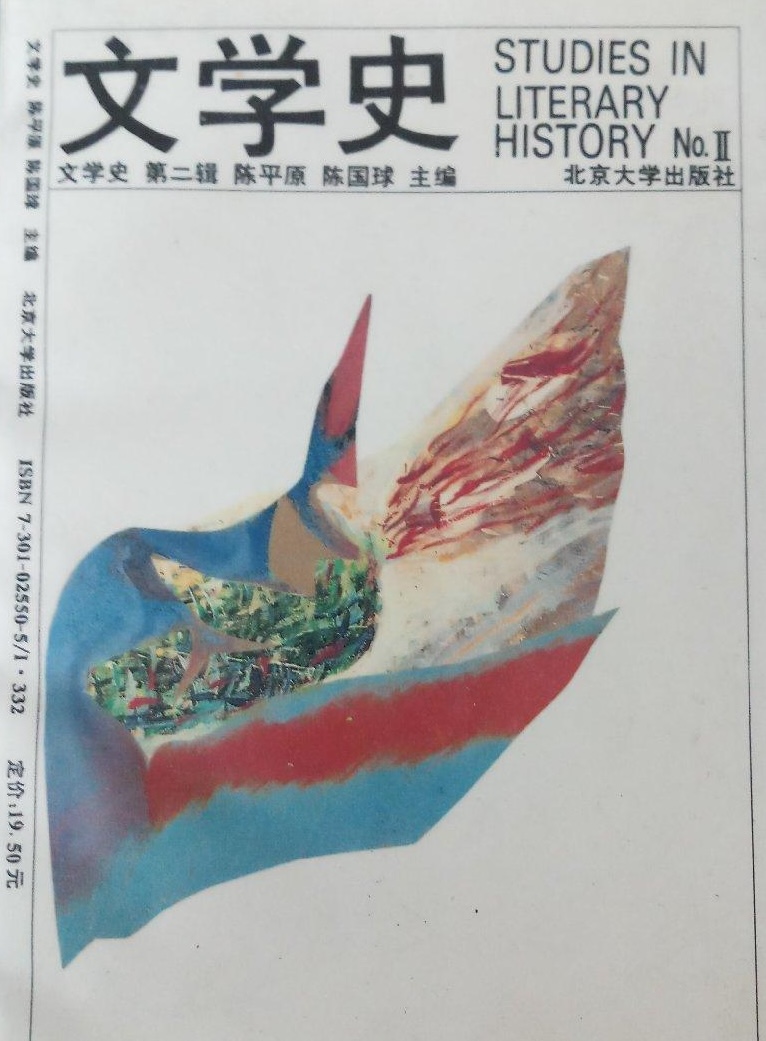 文学史
STUDIES IN
LITERARY
HISTORY No.Ⅱ
文学史 第二辑 陈平原 陈国球 主编
北京大学出版社
文学史 陈平原 陈国球 主编 北京大学出版社 ISBN 7-301-02550-5/I·332 定价:19.50元